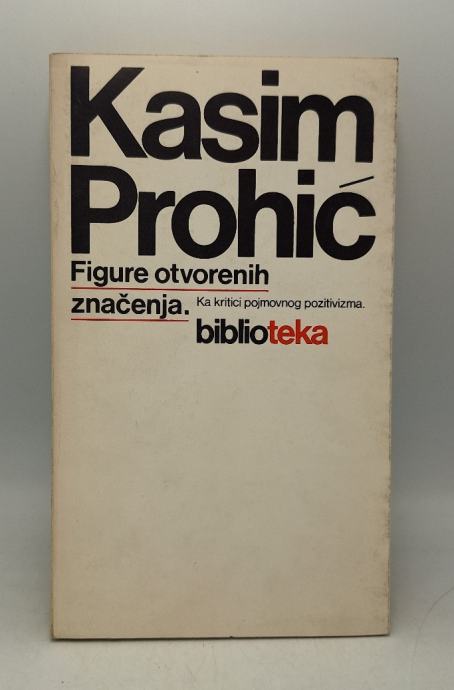 Kasim
Prohić
Figure otvorenih
značenja. Ka kritici pojmovnog pozitivizma.
biblioteka